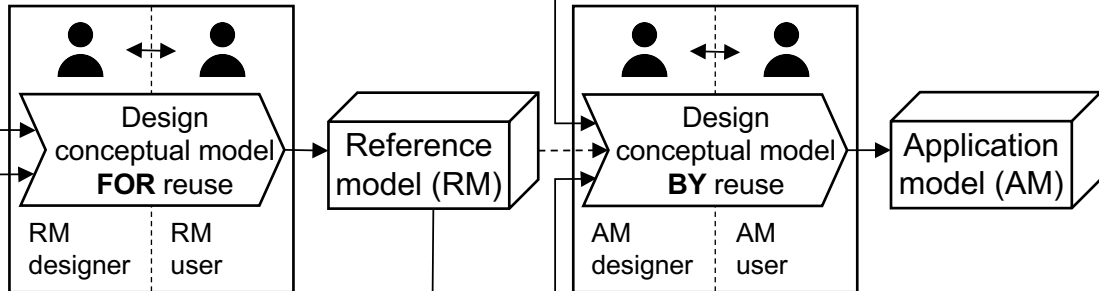 Design
conceptual model
FOR reuse
RM
designer
RM
user
Reference
model (RM)
Design
conceptual model
BY reuse
AM
designer
AM
user
Application
model (AM)